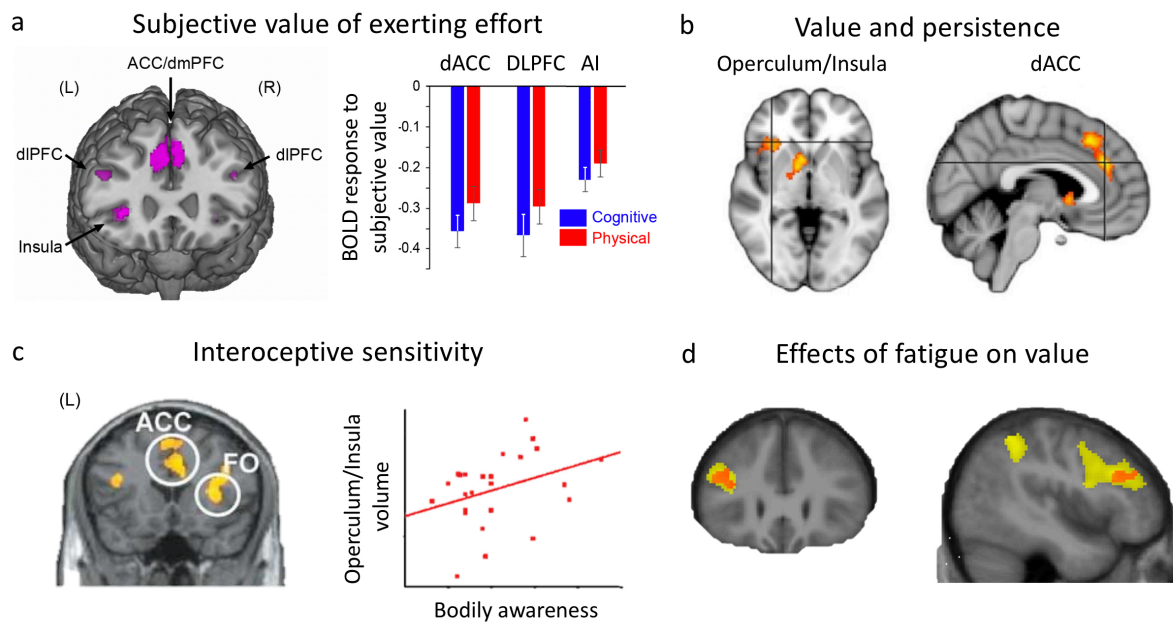 a
Subjective value of exerting effort
ACC/dmPFC
(L)
(R)
dlPFC
dlPFC
Insula
dACC
DLPFC
AI
0
-0.1
-0.2
-0.3
-0.4
BOLD response to
subjective value
Cognitive
Physical
b
Value and persistence
Operculum/Insula
dACC
c
Interoceptive sensitivity
(L)
ACC
FO
Operculum/Insula
volume
Bodily awareness
d
Effects of fatigue on value